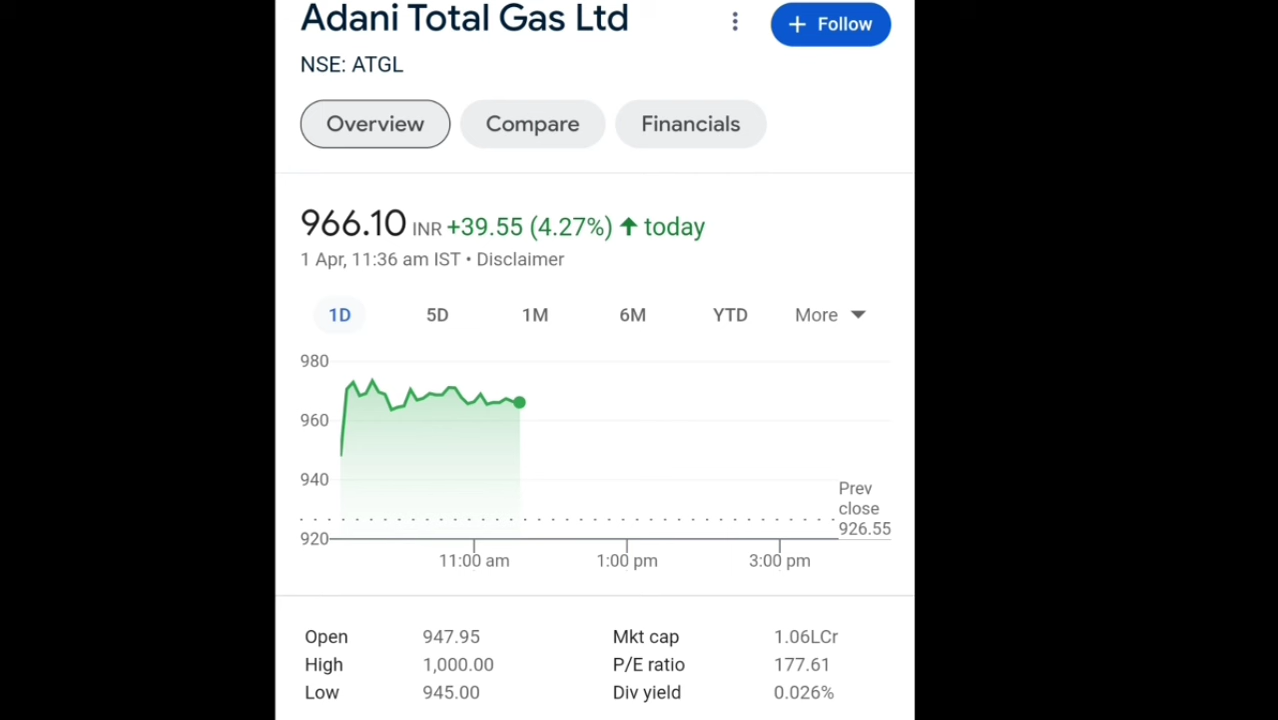 Adani Total Gas Ltd
+ Follow
NSE: ATGL
Overview
Compare
Financials
966.10 INR +39.55 (4.27%) ↑ today
1 Apr, 11:36 am IST • Disclaimer
1D 5D 1M 6M YTD More
980
960
940
920
Prev
close
926.55
11:00 am 1:00 pm 3:00 pm
Open 947.95 Mkt cap 1.06LCr
High 1,000.00 P/E ratio 177.61
Low 945.00 Div yield 0.026%